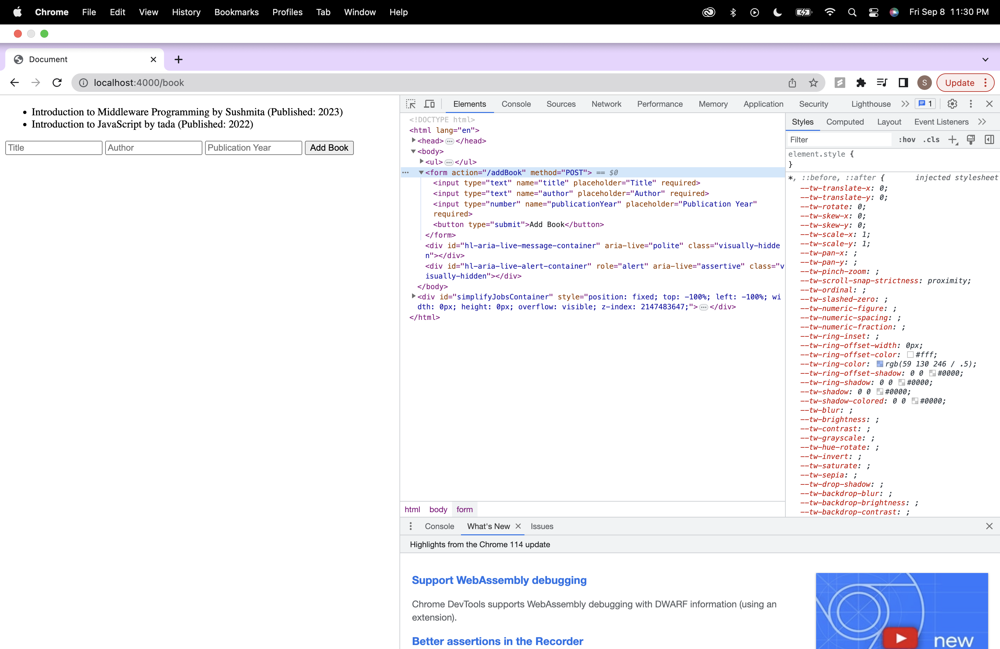 Chrome File Edit View History Bookmarks Profiles Tab Window Help Fri Sep 8 11:30 PM
Document
localhost:4000/book S Update
• Introduction to Middleware Programming by Sushmita (Published: 2023)
• Introduction to JavaScript by tada (Published: 2022)
Title Author Publication Year Add Book
Elements Console Sources Network Performance Memory Application Security Lighthouse 1
<!DOCTYPE html>
<html lang="en">
<head> </head>
<body>
<ul> </ul>
<form action="/addBook" method="POST"> == $0
<input type="text" name="title" placeholder="Title" required>
<input type="text" name="author" placeholder="Author" required>
<input type="number" name="publicationYear" placeholder="Publication Year"
required>
<button type="submit">Add Book</button>
</form>
<div id="hl-aria-live-message-container" aria-live="polite" class="visually-hidde
n"></div>
<div id="hl-aria-live-alert-container" role="alert" aria-live="assertive" class="v
isually-hidden"></div>
</body>
<div id="simplifyJobsContainer" style="position: fixed; top: -100%; left: -100%; wi
dth: 0px; height: 0px; overflow: visible; z-index: 2147483647;"> </div>
</html>
html body form
Styles Computed Layout Event Listeners
Filter :hov .cls
element.style {
}
*, ::before, ::after { injected stylesheet
--tw-translate-x: 0;
--tw-translate-y: 0;
--tw-rotate: 0;
--tw-skew-x: 0;
--tw-skew-y: 0;
--tw-scale-x: 1;
--tw-scale-y: 1;
--tw-pan-x: ;
--tw-pan-y: ;
--tw-pinch-zoom: ;
--tw-scroll-snap-strictness: proximity;
--tw-ordinal: ;
--tw-slashed-zero: ;
--tw-numeric-figure: ;
--tw-numeric-spacing: ;
--tw-numeric-fraction: ;
--tw-ring-inset: ;
--tw-ring-offset-width: 0px;
--tw-ring-offset-color: #fff;
--tw-ring-color: rgb(59 130 246 / .5);
--tw-ring-offset-shadow: 0 0 #0000;
--tw-ring-shadow: 0 0 #0000;
--tw-shadow: 0 0 #0000;
--tw-shadow-colored: 0 0 #0000;
--tw-blur: ;
--tw-brightness: ;
--tw-contrast: ;
--tw-grayscale: ;
--tw-hue-rotate: ;
--tw-invert: ;
--tw-saturate: ;
--tw-sepia: ;
--tw-drop-shadow: ;
--tw-backdrop-blur: ;
--tw-backdrop-brightness: ;
--tw-backdrop-contrast: ;
Console What's New Issues
Highlights from the Chrome 114 update
Support WebAssembly debugging
Chrome DevTools supports WebAssembly debugging with DWARF information (using an
extension).
Better assertions in the Recorder
new